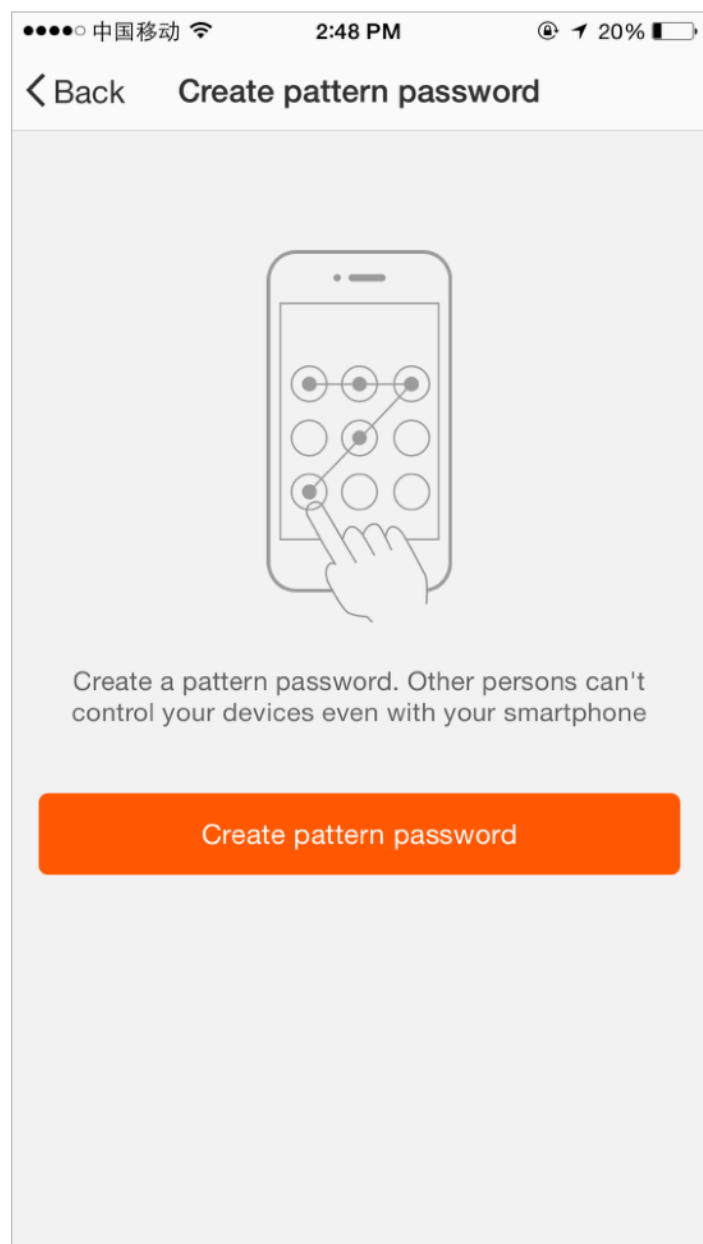 中国移动 2:48 PM 20%
Back Create pattern password
Create a pattern password. Other persons can't
control your devices even with your smartphone
Create pattern password